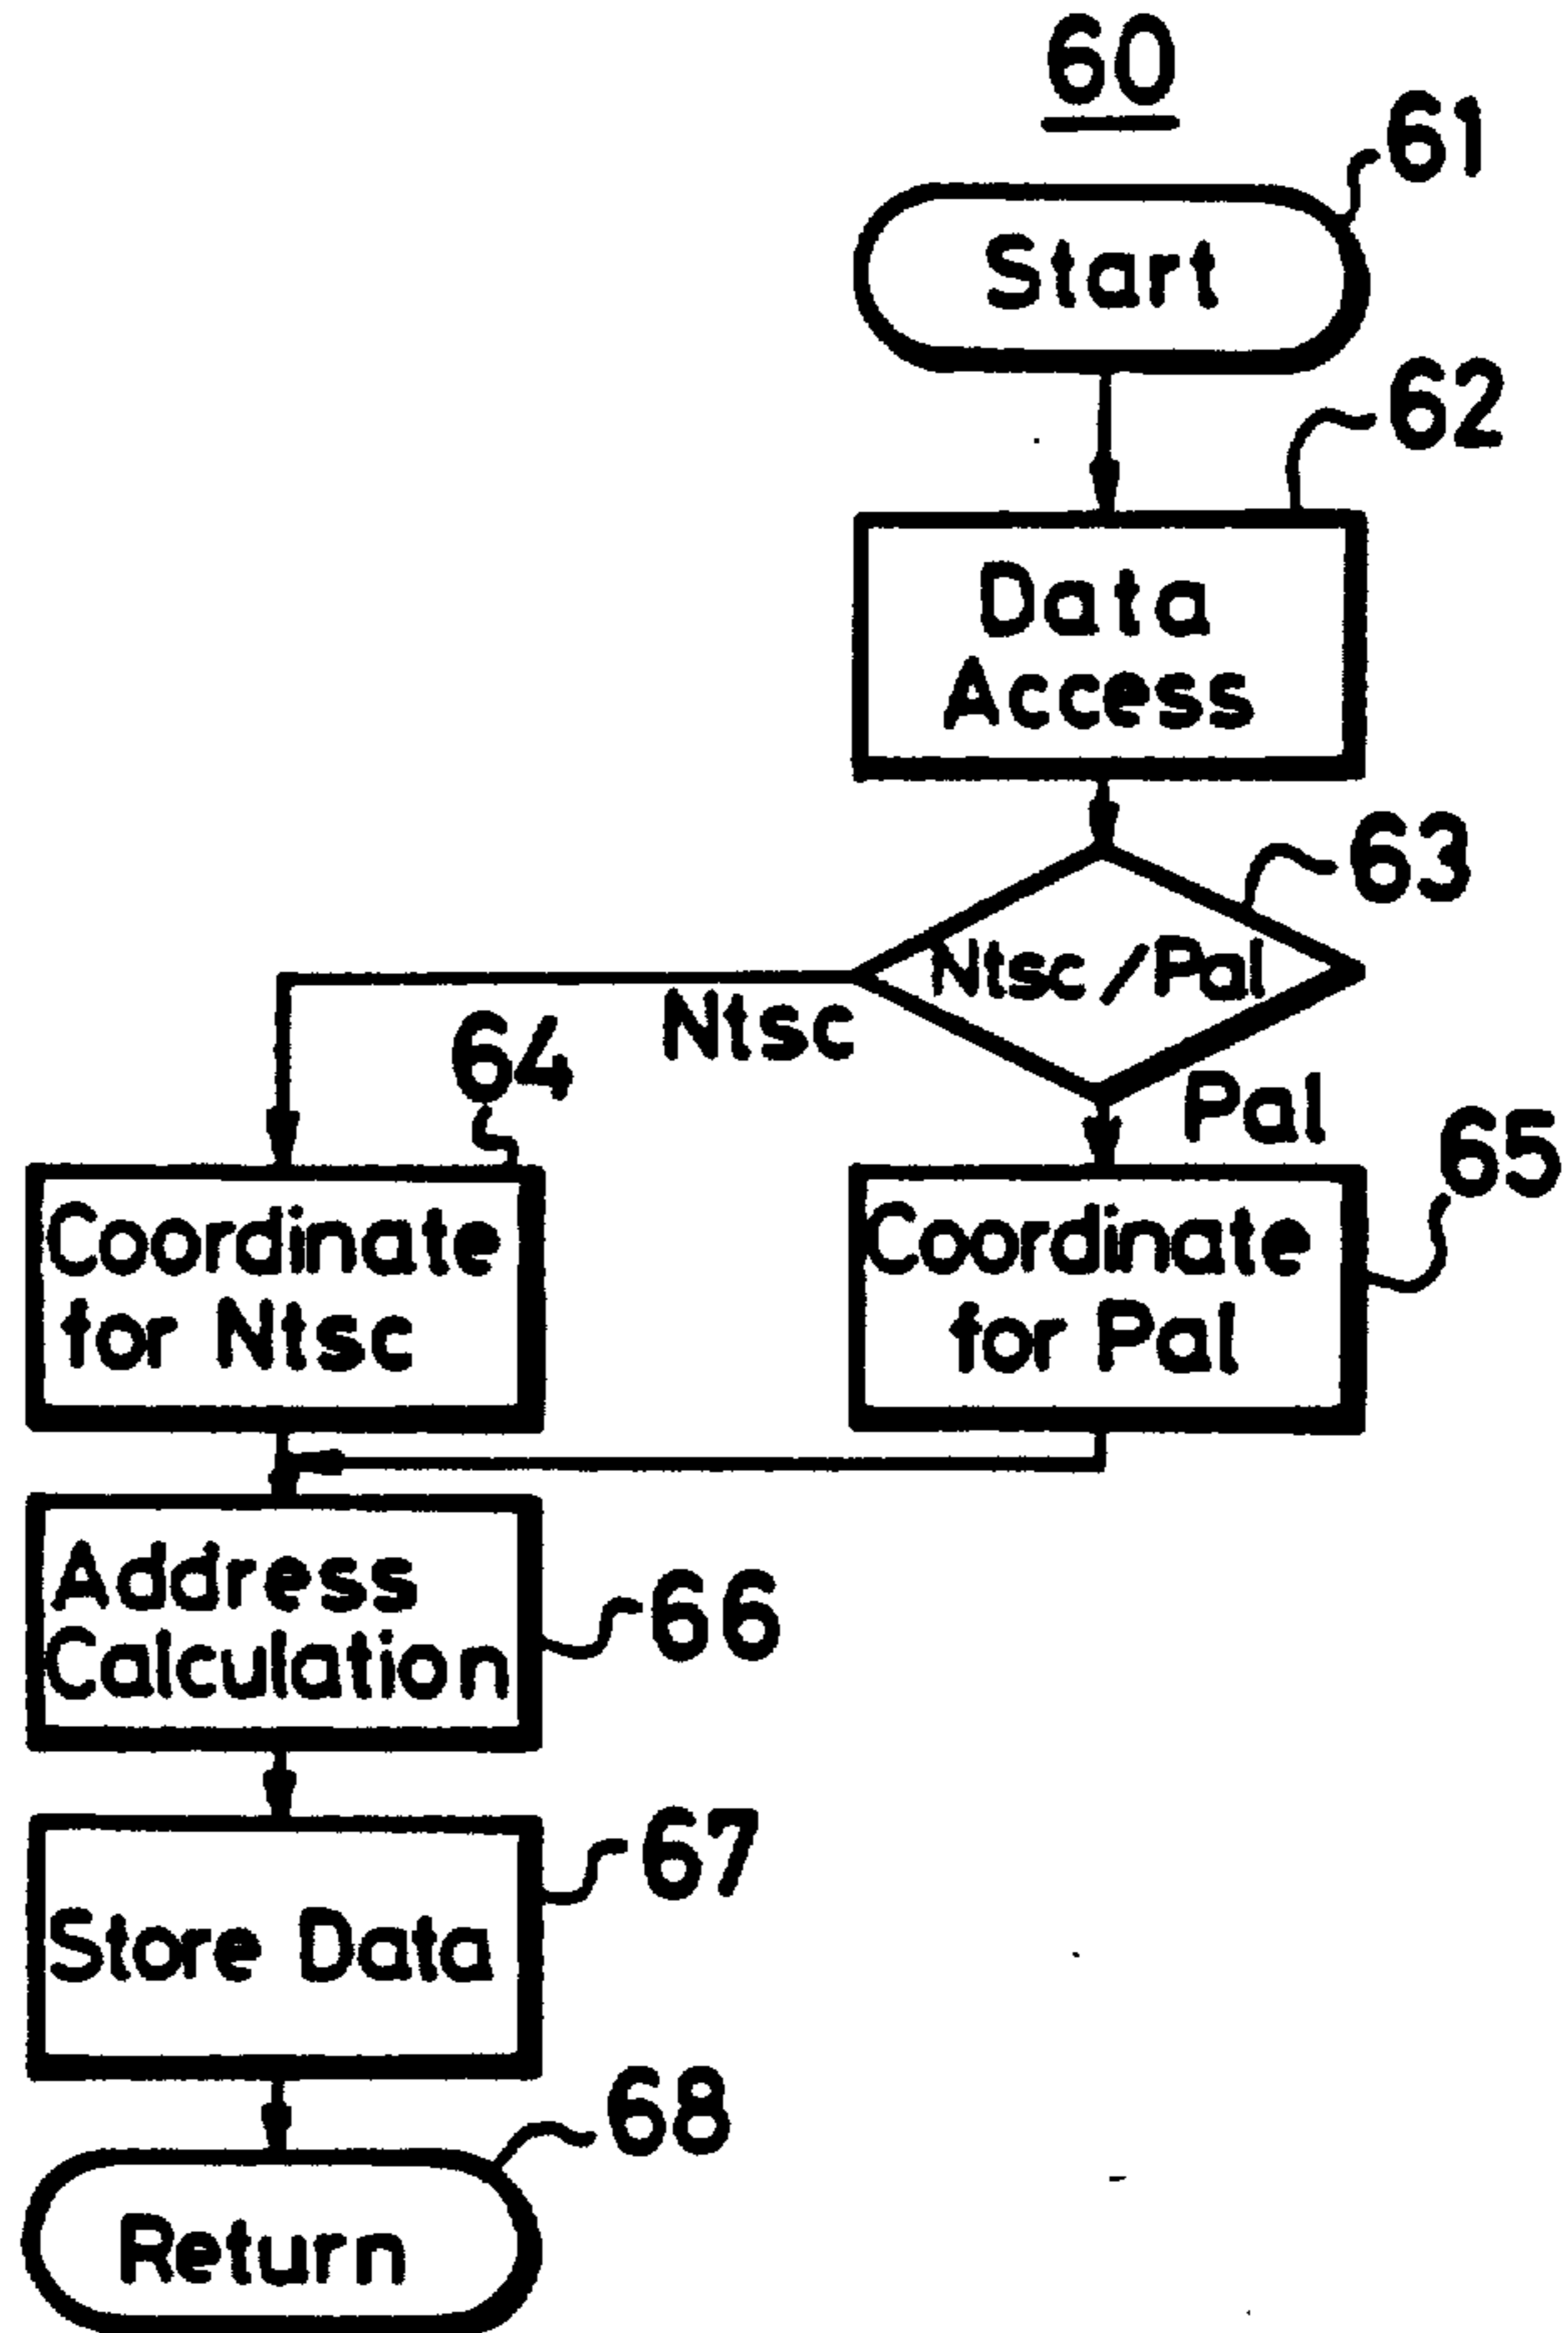 60
61
Start
62
Data
Access
63
Ntsc/Pal
Ntsc
Pal
64
Coordinate
for Ntsc
65
Coordinate
for Pal
Address
Calculation
66
67
Store Data
68
Return